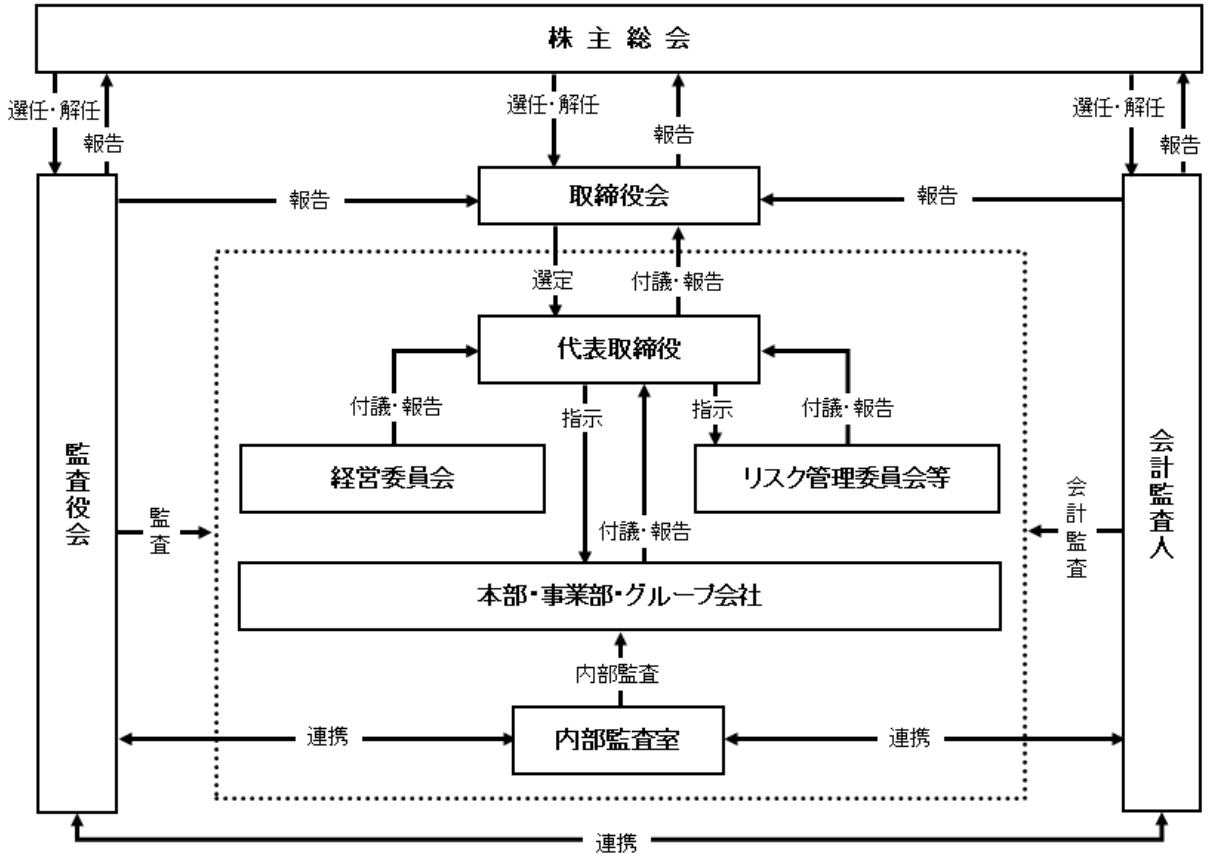 株主総会
選任・解任
報告
選任・解任
報告
選任・解任
報告
取締役会
報告
報告
選定
付議・報告
代表取締役
付議・報告
指示
指示
付議・報告
経営委員会
リスク管理委員会等
監査役会
監査
会計監査
会計監査人
付議・報告
本部・事業部・グループ会社
内部監査
内部監査室
連携
連携
連携